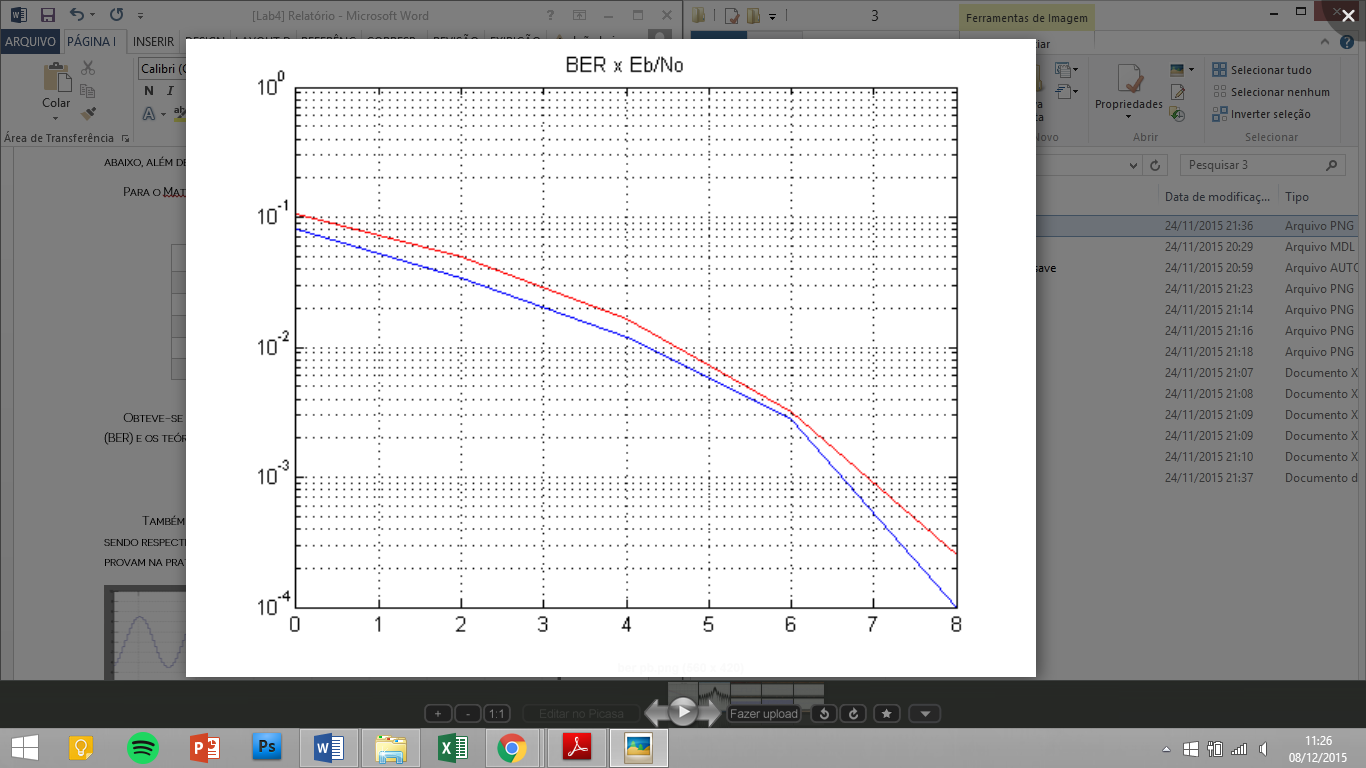 [Lab4] Relatório - Microsoft Word
3
Ferramentas de Imagem
ARQUIVO
PÁGINA I
INSERIR
Calibri (
N I
Colar
Área de Transferência
Propriedades
Abrir
Selecionar tudo
Selecionar nenhum
Inverter seleção
Selecionar
Pesquisar 3
Data de modificaç...
Tipo
24/11/2015 21:36 Arquivo PNG
24/11/2015 20:29 Arquivo MDL
save 24/11/2015 20:59 Arquivo AUTO
24/11/2015 21:23 Arquivo PNG
24/11/2015 21:14 Arquivo PNG
24/11/2015 21:16 Arquivo PNG
24/11/2015 21:18 Arquivo PNG
24/11/2015 21:07 Documento X
24/11/2015 21:08 Documento X
24/11/2015 21:09 Documento X
24/11/2015 21:09 Documento X
24/11/2015 21:10 Documento X
24/11/2015 21:37 Documento d
ABAIXO, ALÉM DE
PARA O MAT
OBTEVE-SE
(BER) E OS TEÓR
TAMBÉM
SENDO RESPECTI
PROVAM NA PRA
BER x Eb/No
10^0
10^-1
10^-2
10^-3
10^-4
0 1 2 3 4 5 6 7 8
+ - 1:1 Editar no Picasa Fazer upload
11:26
08/12/2015